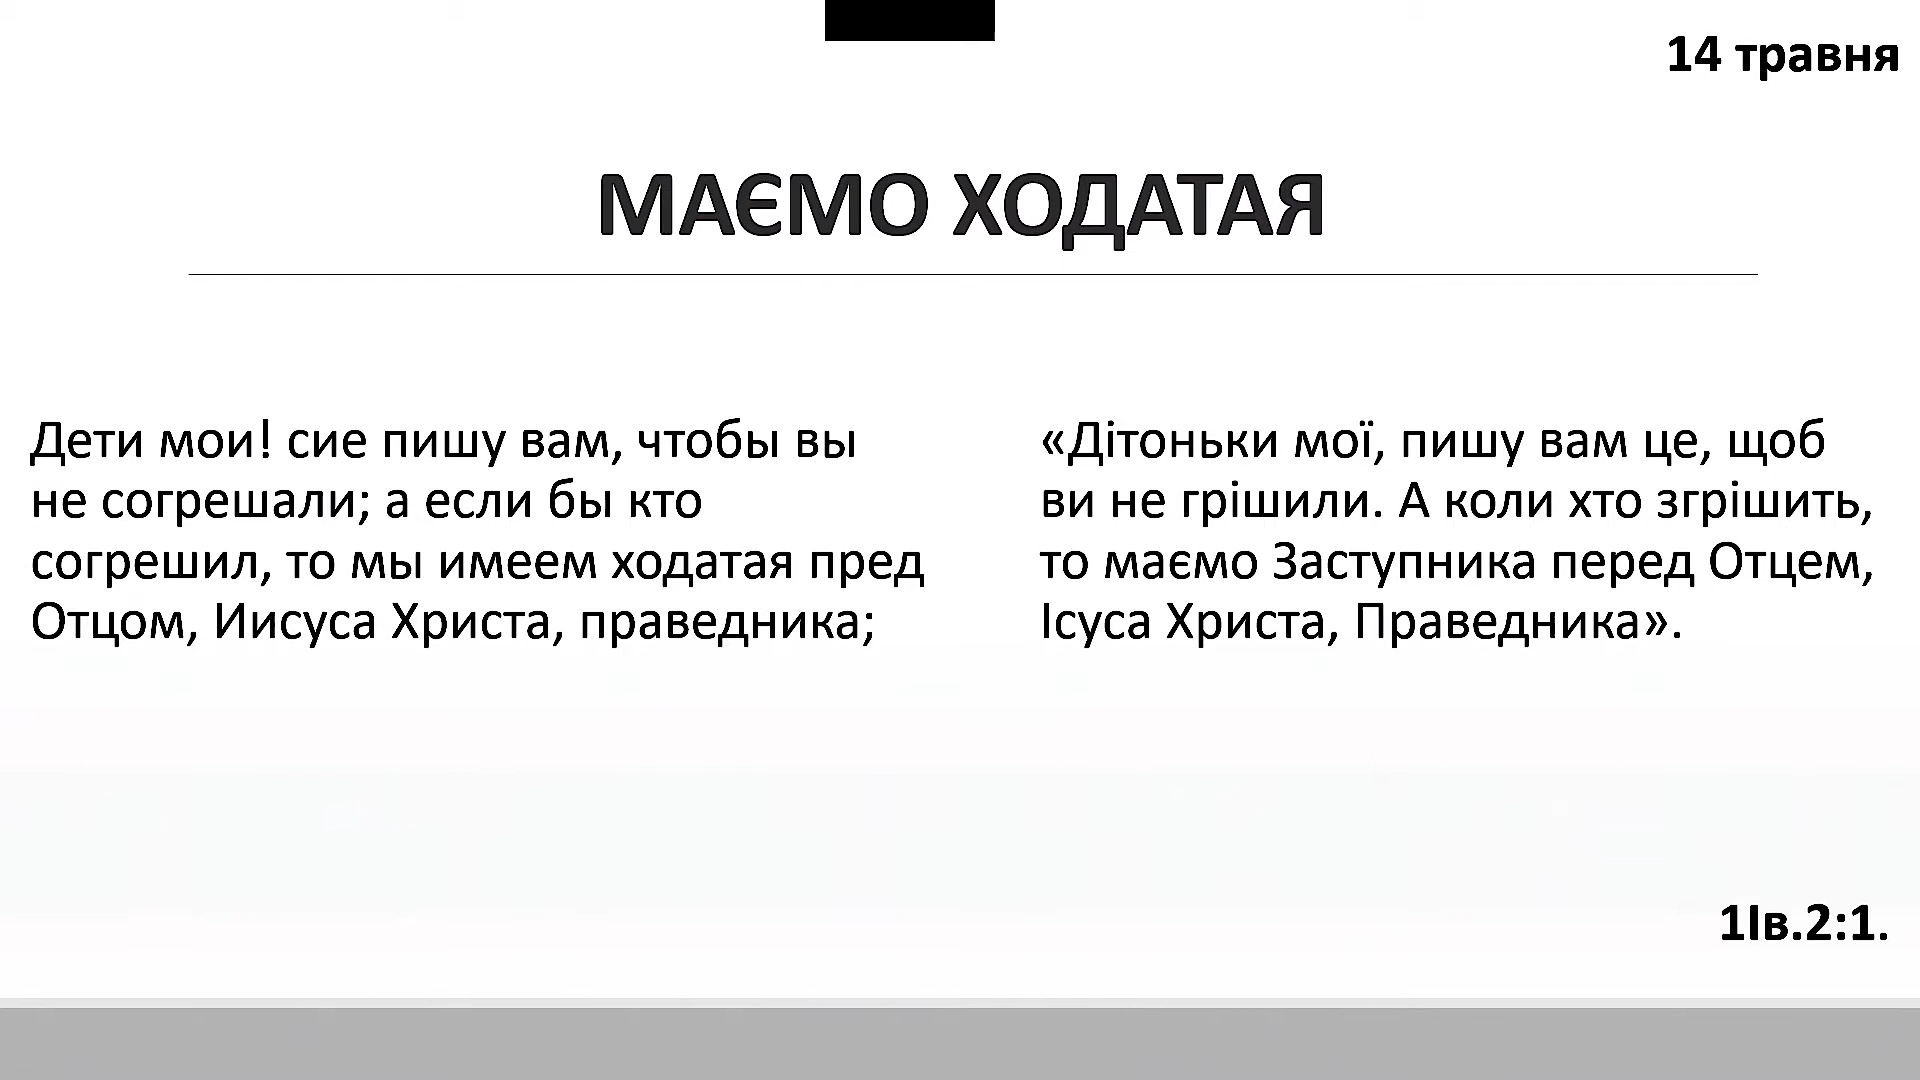 14 травня
МАЄМО ХОДАТАЯ
Дети мои! сие пишу вам, чтобы вы
не согрешали; а если бы кто
согрешил, то мы имеем ходатая пред
Отцом, Иисуса Христа, праведника;
«Дітоньки мої, пишу вам це, щоб
ви не грішили. А коли хто згрішить,
то маємо Заступника перед Отцем,
Ісуса Христа, Праведника».
1Ів.2:1.